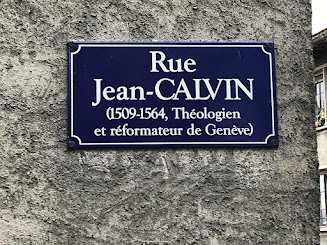 Rue
Jean-CALVIN
(1509-1564, Théologien
et réformateur de Genève)